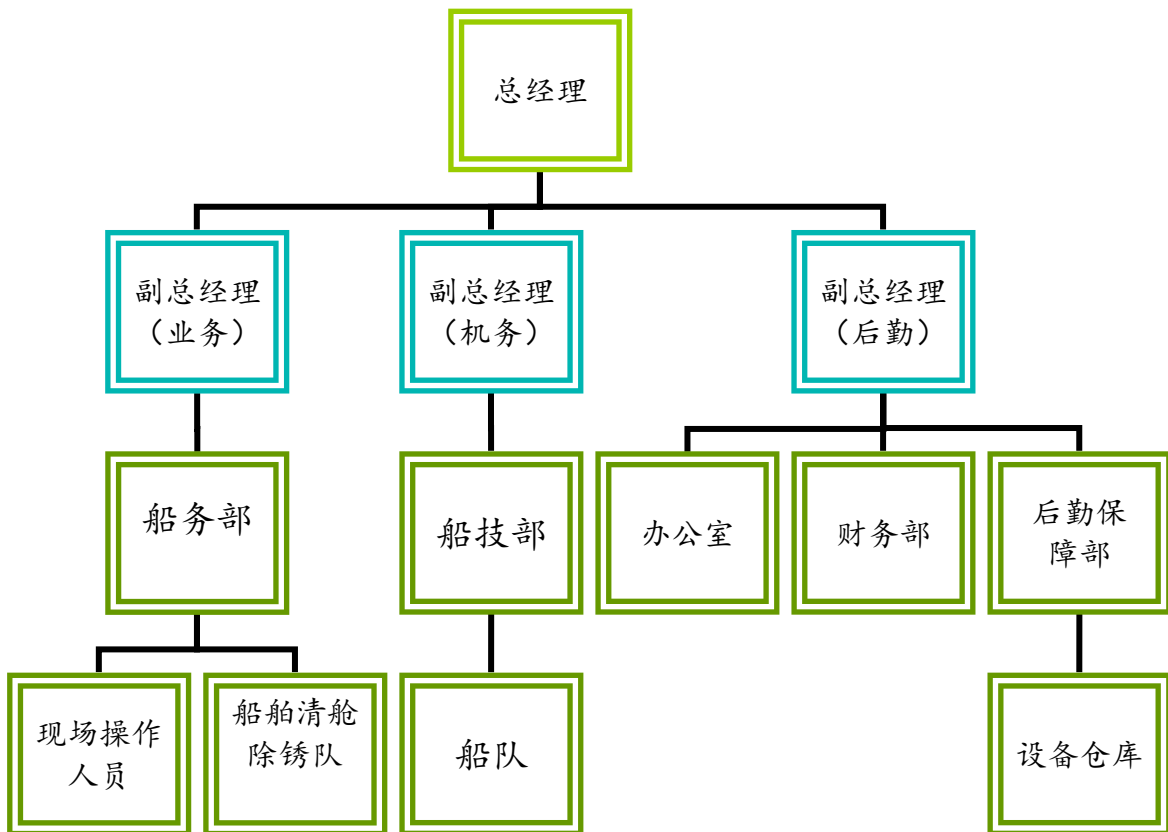 总经理
副总经理
（业务）
副总经理
（机务）
副总经理
（后勤）
船务部
船技部
办公室
财务部
后勤保
障部
现场操作
人员
船舶清舱
除锈队
船队
设备仓库